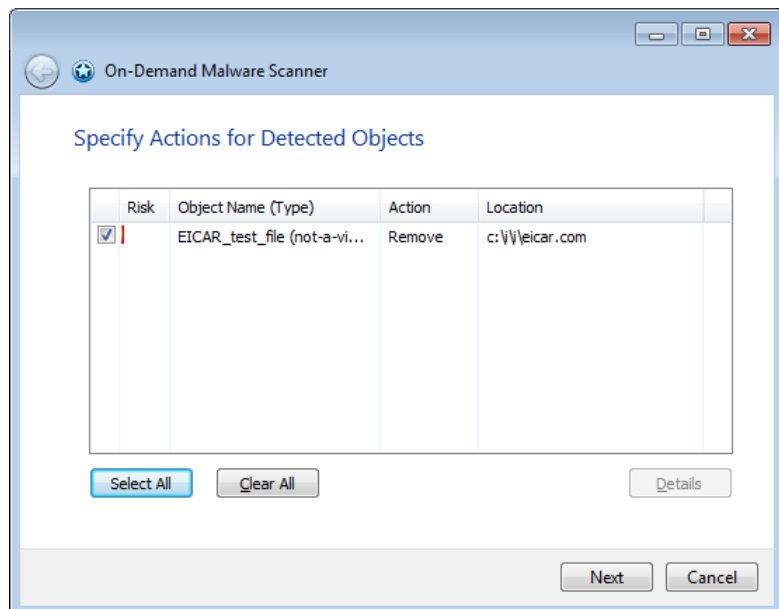 On-Demand Malware Scanner
Specify Actions for Detected Objects
Risk Object Name (Type) Action Location
EICAR_test_file (not-a-vi... Remove c:\i\i\eicar.com
Select All Clear All Details
Next Cancel